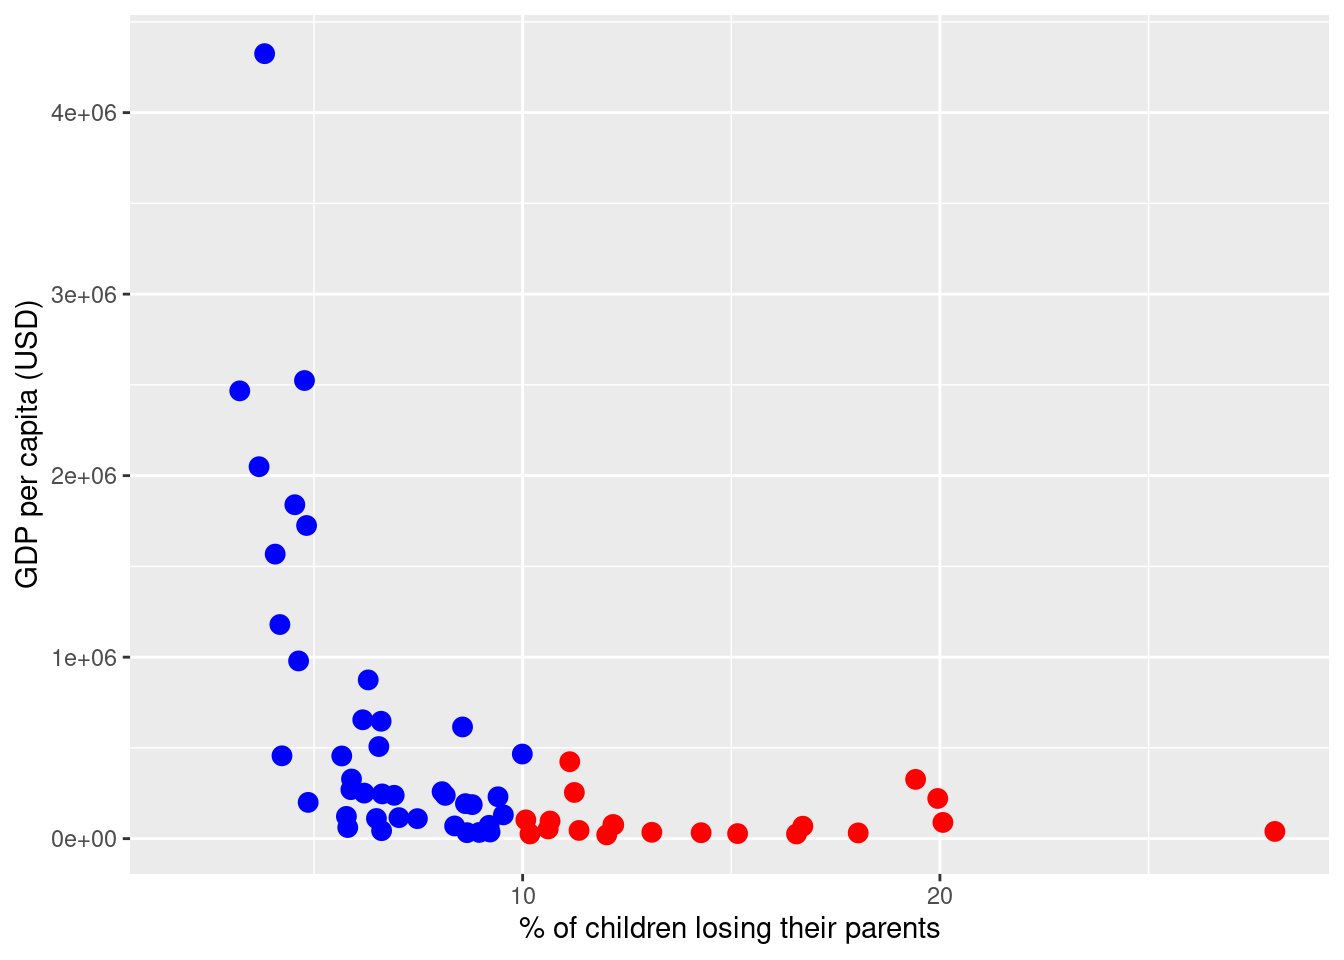 4e+06
3e+06
2e+06
1e+06
0e+00
GDP per capita (USD)
10 20
% of children losing their parents